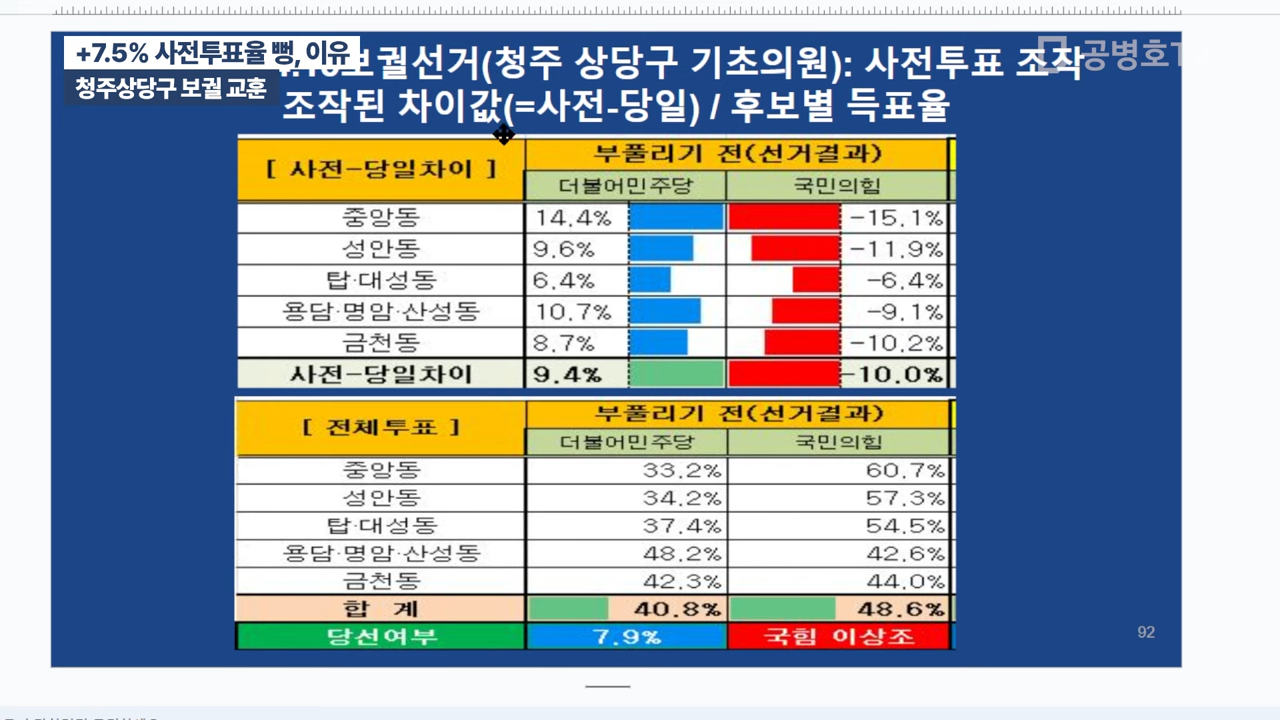 +7.5% 사전투표율 뻥, 이유
청주상당구 보궐 교훈
보궐선거(청주 상당구 기초의원): 사전투표 조작
공병호T
조작된 차이값(=사전-당일) / 후보별 득표율
[ 사전-당일차이 ] 부풀리기 전(선거결과)
더불어민주당 국민의힘
중앙동 14.4% -15.1%
성안동 9.6% -11.9%
탑·대성동 6.4% -6.4%
용담·명암·산성동 10.7% -9.1%
금천동 8.7% -10.2%
사전-당일차이 9.4% -10.0%
[ 전체투표 ] 부풀리기 전(선거결과)
더불어민주당 국민의힘
중앙동 33.2% 60.7%
성안동 34.2% 57.3%
탑·대성동 37.4% 54.5%
용담·명암·산성동 48.2% 42.6%
금천동 42.3% 44.0%
합 계 40.8% 48.6%
당선여부 7.9% 국힘 이상조
92